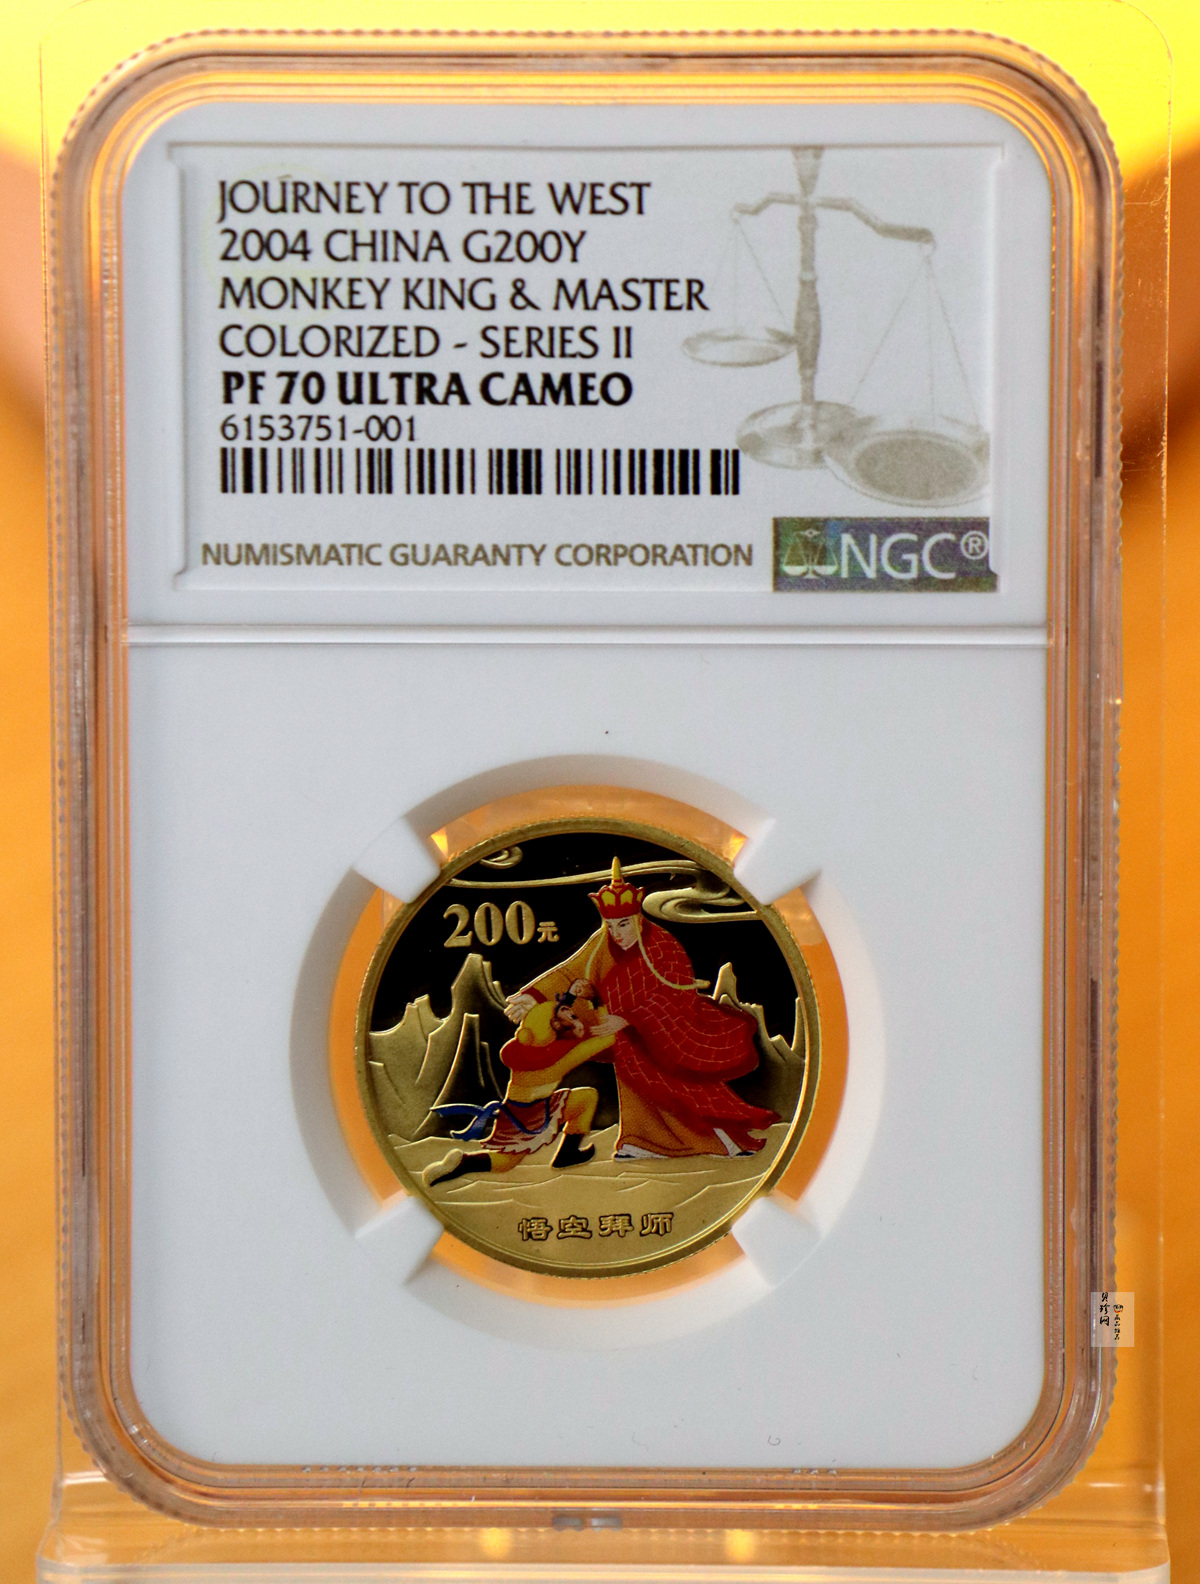 JOURNEY TO THE WEST
2004 CHINA G200Y
MONKEY KING & MASTER
COLORIZED - SERIES II
PF 70 ULTRA CAMEO
6153751-001
NUMISMATIC GUARANTY CORPORATION
NGC®
200元
悟空拜师